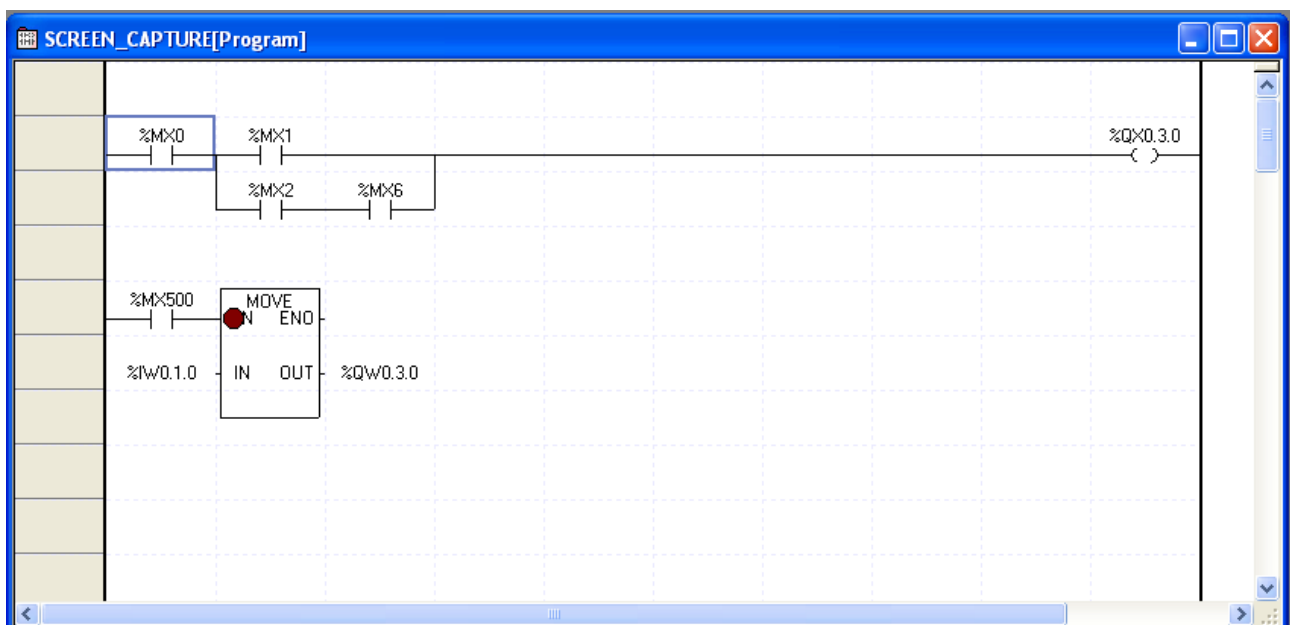 SCREEN_CAPTURE[Program]
%MX0 %MX1 %QX0.3.0
%MX2 %MX6
%MX500 MOVE
N ENO
%IW0.1.0 IN OUT %QW0.3.0